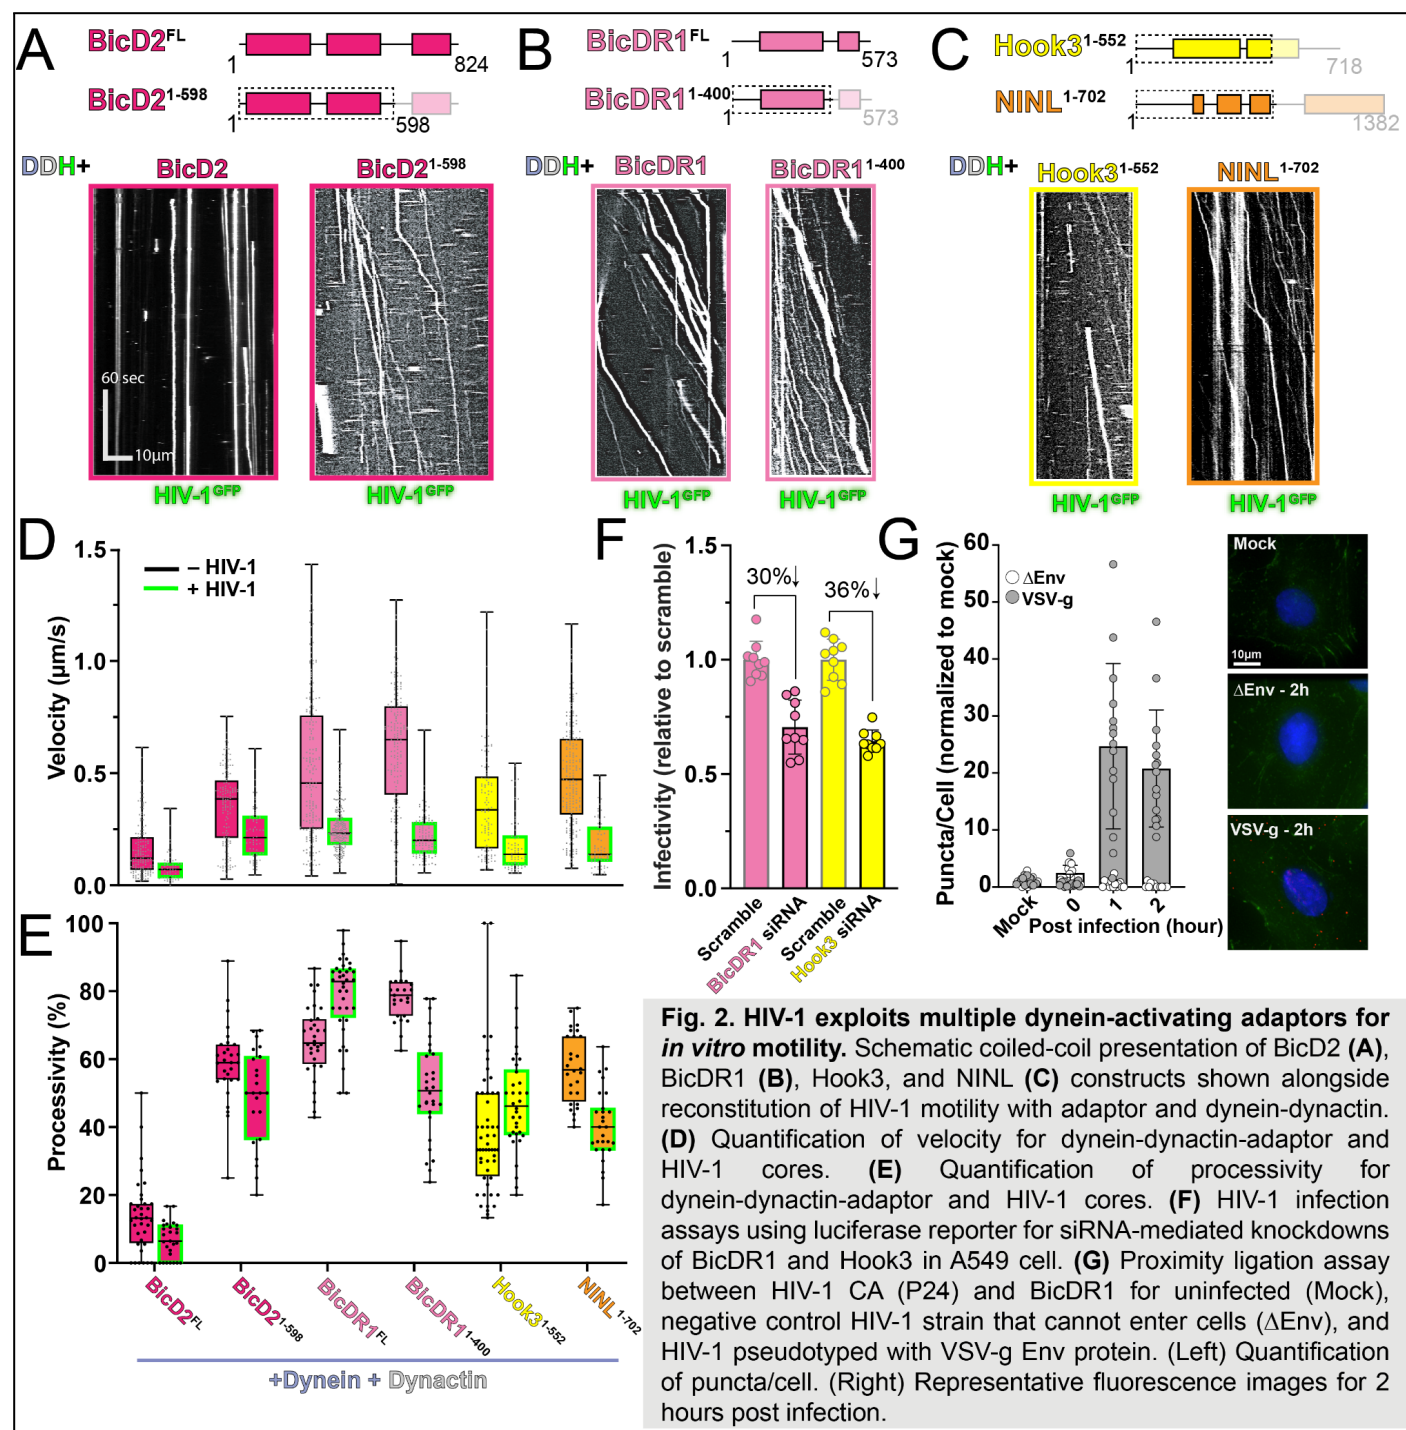 A
BicD2FL
1
824
BicD21-598
1
598
DDH+
BicD2
BicD21-598
60 sec
10µm
HIV-1GFP
HIV-1GFP
B
BicDR1FL
1
573
BicDR11-400
1
573
DDH+
BicDR1
BicDR11-400
HIV-1GFP
HIV-1GFP
C
Hook31-552
1
718
NINL1-702
1
1382
DDH+
Hook31-552
NINL1-702
HIV-1GFP
HIV-1GFP
D
Velocity (µm/s)
1.5
1.0
0.5
0.0
– HIV-1
+ HIV-1
E
Processivity (%)
100
80
60
40
20
0
BicD2FL
BicD21-598
BicDR1FL
BicDR11-400
Hook31-552
NINL1-702
+Dynein + Dynactin
F
Infectivity (relative to scramble)
1.5
1.0
0.5
0.0
30%↓
36%↓
Scramble
BicDR1 siRNA
Scramble
Hook3 siRNA
G
Puncta/Cell (normalized to mock)
60
50
40
30
20
10
0
ΔEnv
VSV-g
Mock
0
1
2
Post infection (hour)
Mock
10µm
ΔEnv - 2h
VSV-g - 2h
Fig. 2. HIV-1 exploits multiple dynein-activating adaptors for
in vitro motility. Schematic coiled-coil presentation of BicD2 (A),
BicDR1 (B), Hook3, and NINL (C) constructs shown alongside
reconstitution of HIV-1 motility with adaptor and dynein-dynactin.
(D) Quantification of velocity for dynein-dynactin-adaptor and
HIV-1 cores. (E) Quantification of processivity for
dynein-dynactin-adaptor and HIV-1 cores. (F) HIV-1 infection
assays using luciferase reporter for siRNA-mediated knockdowns
of BicDR1 and Hook3 in A549 cell. (G) Proximity ligation assay
between HIV-1 CA (P24) and BicDR1 for uninfected (Mock),
negative control HIV-1 strain that cannot enter cells (ΔEnv), and
HIV-1 pseudotyped with VSV-g Env protein. (Left) Quantification
of puncta/cell. (Right) Representative fluorescence images for 2
hours post infection.